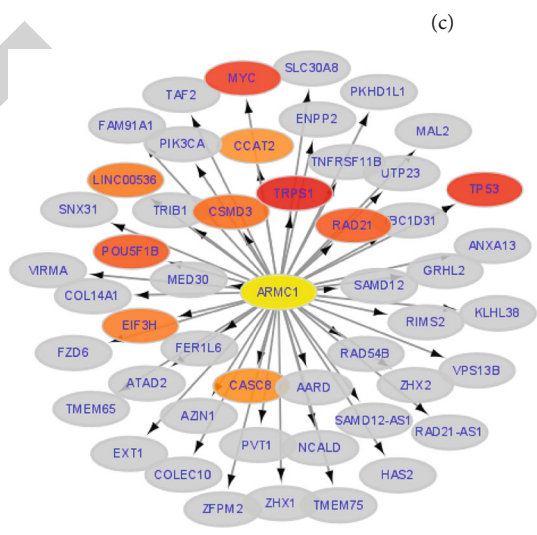 (c)
SLC30A8
MYC
PKHD1L1
TAF2
ENPP2
FAM91A1
MAL2
PIK3CA
CCAT2
TNFRSF11B
UTP23
LINC00536
TRPS1
TP53
SNX31
TRIB1
CSMD3
RAD21
BC1D31
ANXA13
POU5F1B
GRHL2
VIRMA
MED30
SAMD12
COL14A1
ARMC1
RIMS2
KLHL38
EIF3H
FZD6
FER1L6
RAD54B
VPS13B
ATAD2
CASC8
AARD
ZHX2
TMEM65
AZIN1
SAMD12-AS1
RAD21-AS1
EXT1
PVT1
NCALD
COLEC10
HAS2
ZFPM2
ZHX1
TMEM75